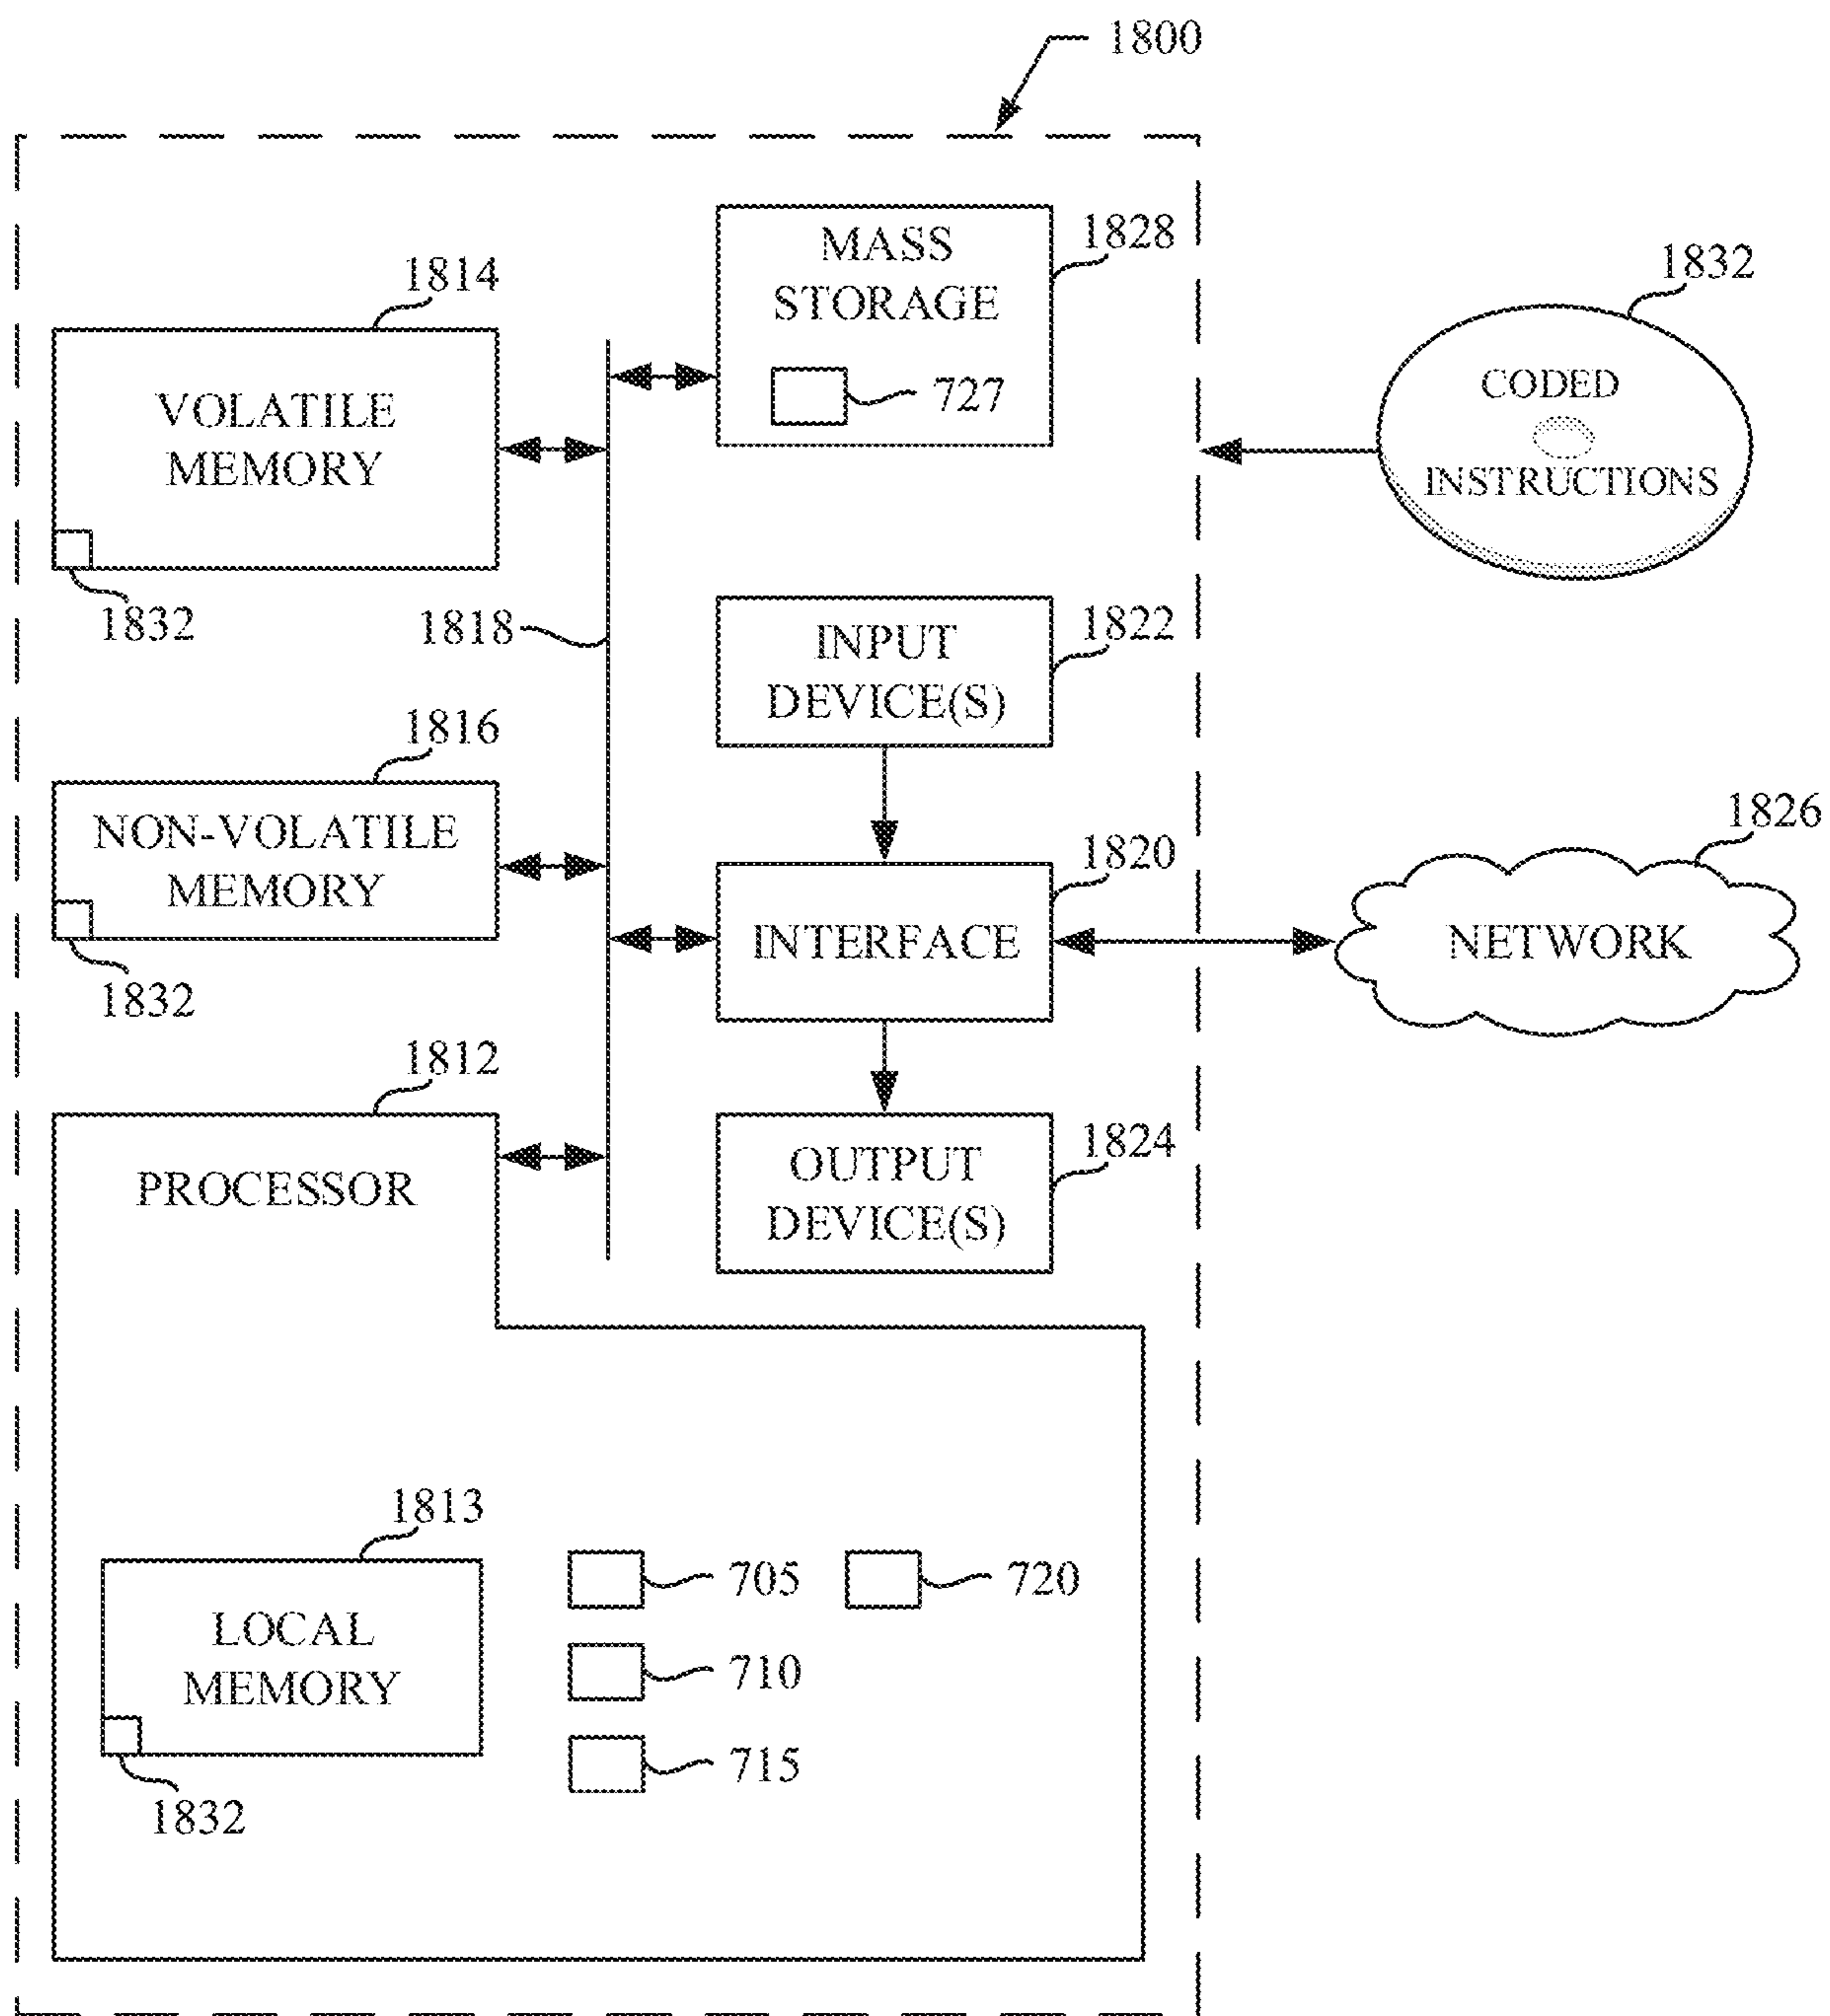 1800
MASS
STORAGE
1828
727
1814
VOLATILE
MEMORY
1832
1832
CODED
INSTRUCTIONS
1818
INPUT
DEVICE(S)
1822
1816
NON-VOLATILE
MEMORY
1832
INTERFACE
1820
NETWORK
1826
1812
PROCESSOR
OUTPUT
DEVICE(S)
1824
1813
LOCAL
MEMORY
1832
705
720
710
715